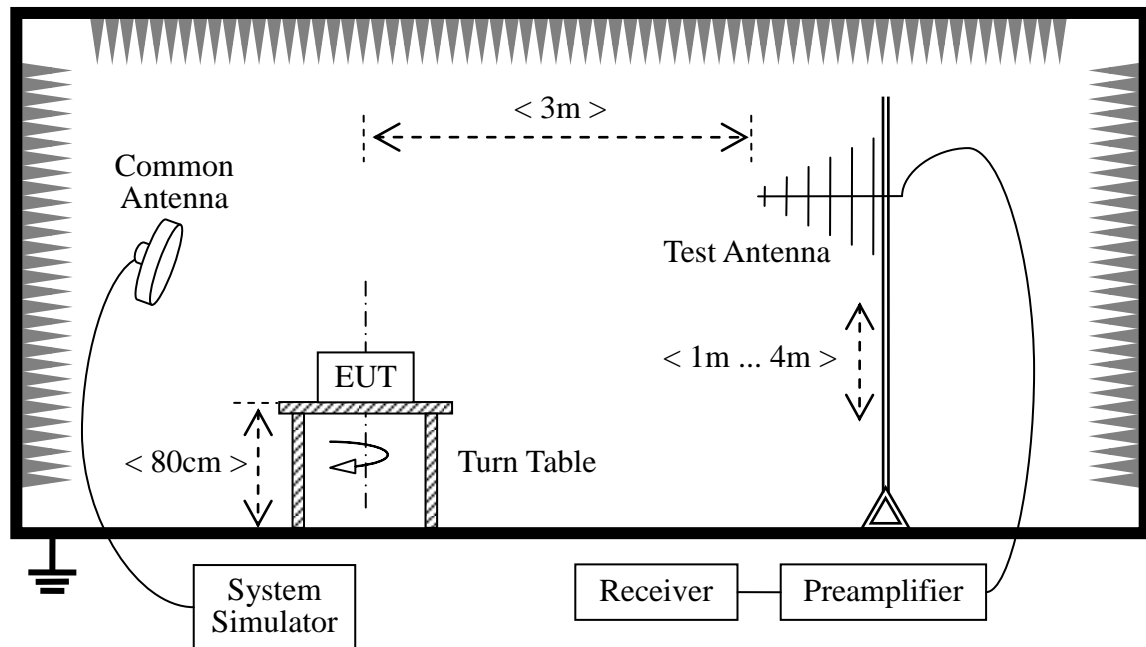 < 3m >
Common
Antenna
Test Antenna
< 1m ... 4m >
EUT
< 80cm >
Turn Table
System
Simulator
Receiver
Preamplifier